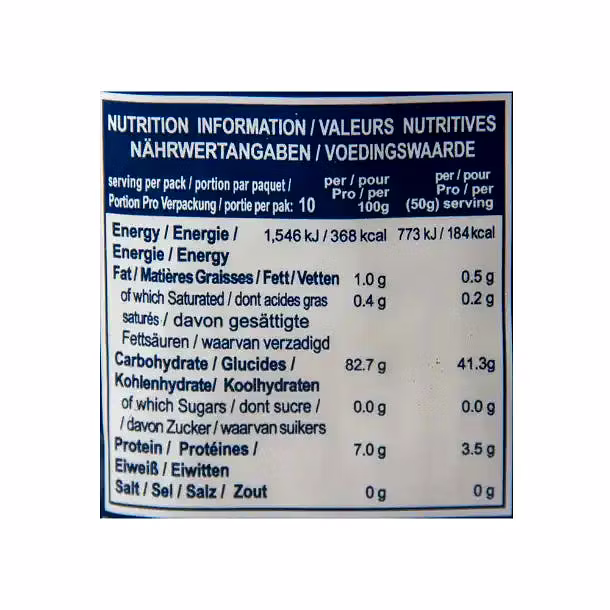 NUTRITION INFORMATION / VALEURS NUTRITIVES
NÄHRWERTANGABEN / VOEDINGSWAARDE
serving per pack / portion par paquet / per / pour per / pour
Portion Pro Verpackung / portie per pak: 10 Pro / per 100g Pro / per (50g) serving
Energy / Energie / 1,546 kJ / 368 kcal 773 kJ / 184 kcal
Energie / Energy
Fat / Matières Graisses / Fett / Vetten 1.0 g 0.5 g
of which Saturated / dont acides gras 0.4 g 0.2 g
saturés / davon gesättigte
Fettsäuren / waarvan verzadigd
Carbohydrate / Glucides / 82.7 g 41.3g
Kohlenhydrate/ Koolhydraten
of which Sugars / dont sucre / 0.0 g 0.0 g
/ davon Zucker / waarvan suikers
Protein / Protéines / 7.0 g 3.5 g
Eiweiß / Eiwitten
Salt / Sel / Salz / Zout 0 g 0 g